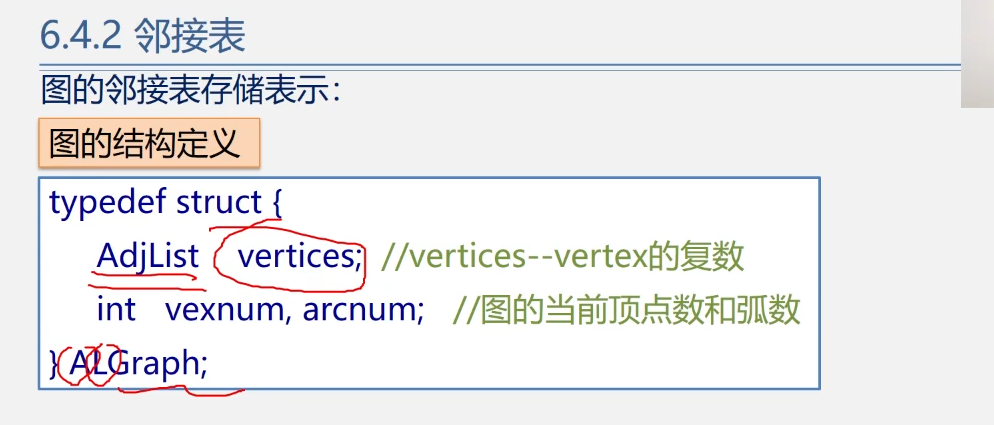 6.4.2 邻接表
图的邻接表存储表示：
图的结构定义
typedef struct {
AdjList vertices; //vertices--vertex的复数
int vexnum, arcnum; //图的当前顶点数和弧数
} ALGraph;